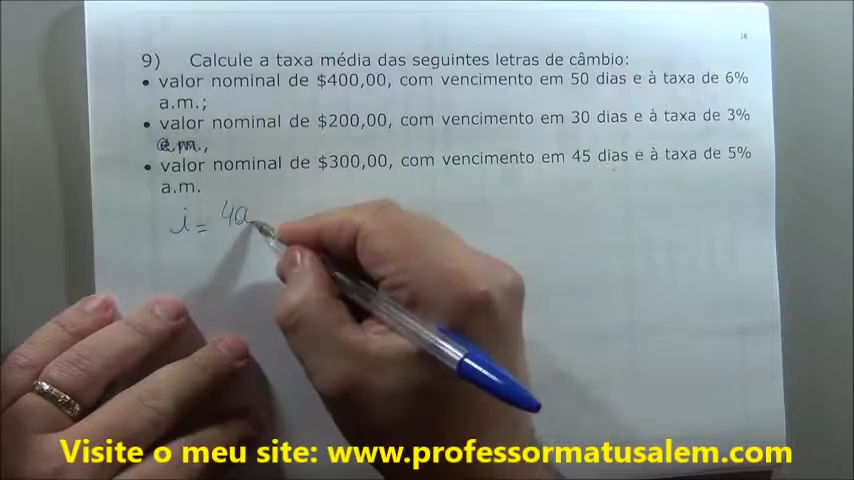 18
9) Calcule a taxa média das seguintes letras de câmbio:
• valor nominal de $400,00, com vencimento em 50 dias e à taxa de 6%
a.m.;
• valor nominal de $200,00, com vencimento em 30 dias e à taxa de 3%
a.m.,
• valor nominal de $300,00, com vencimento em 45 dias e à taxa de 5%
a.m.
i = 40
Visite o meu site: www.professormatusalem.com